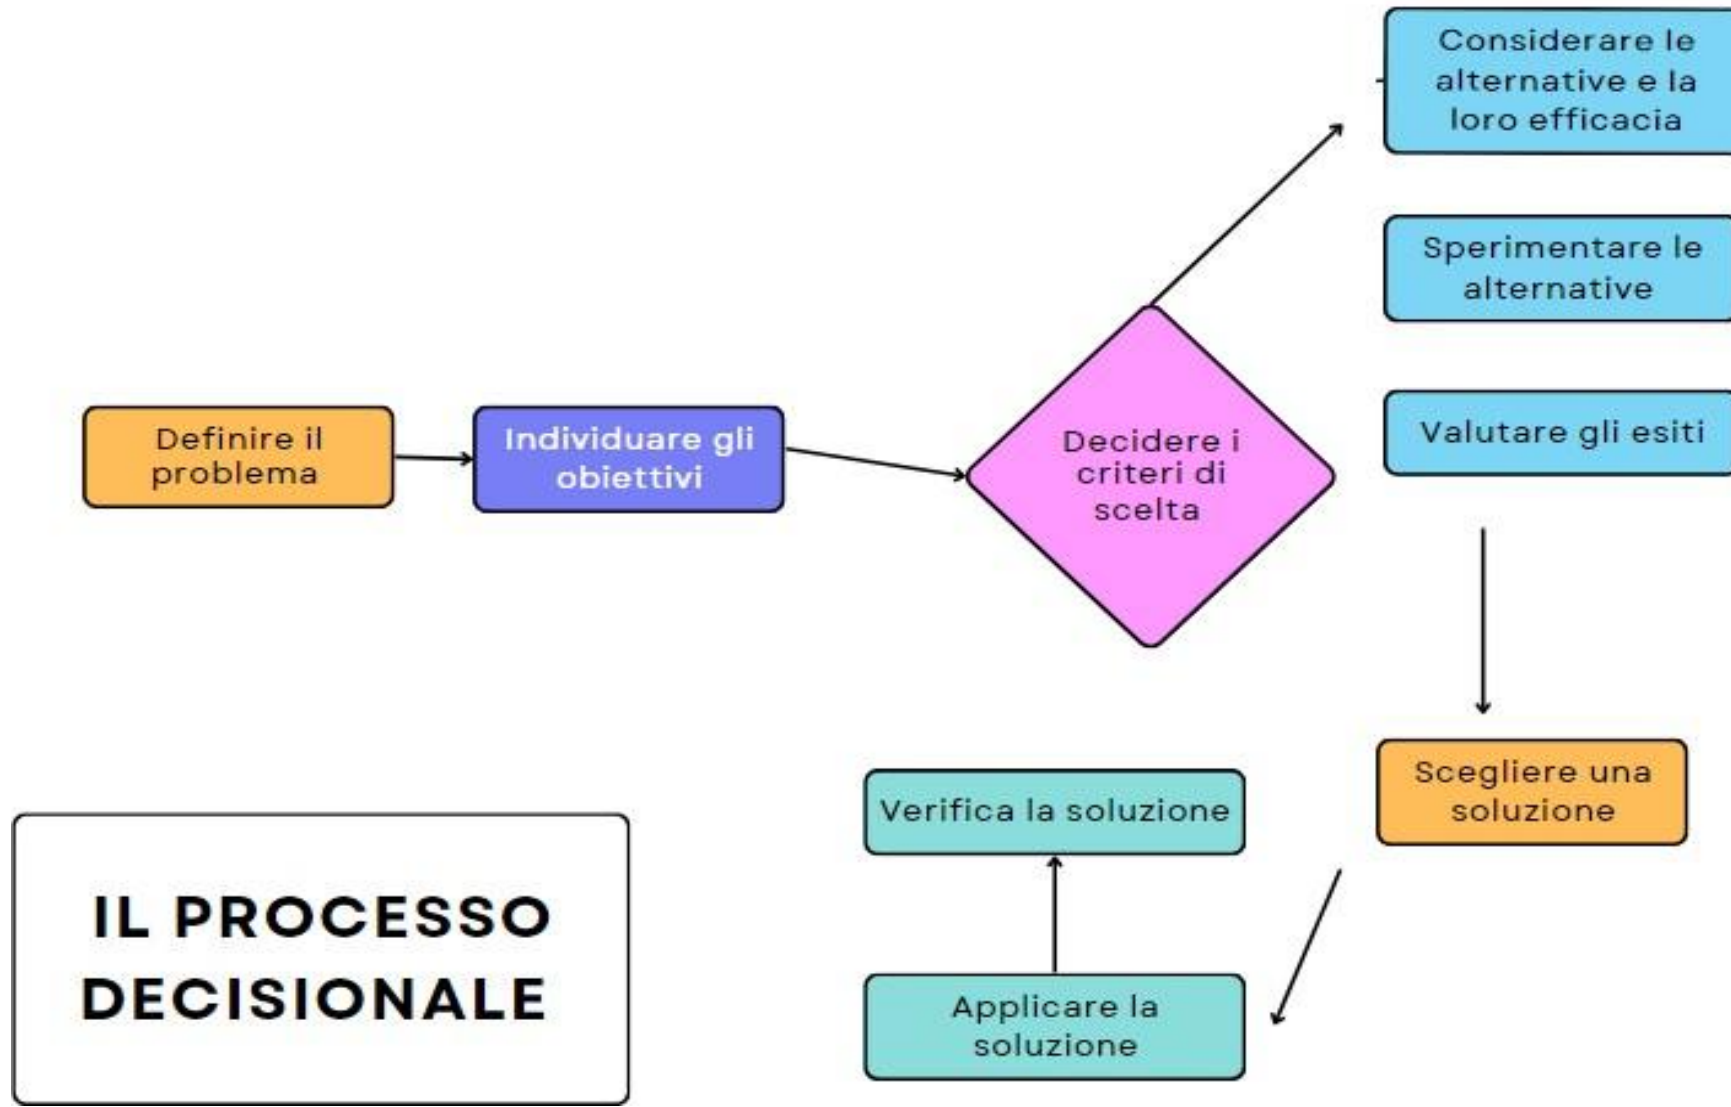 Considerare le
alternative e la
loro efficacia
Sperimentare le
alternative
Valutare gli esiti
Definire il
problema
Individuare gli
obiettivi
Decidere i
criteri di
scelta
Scegliere una
soluzione
Verifica la soluzione
Applicare la
soluzione
IL PROCESSO
DECISIONALE